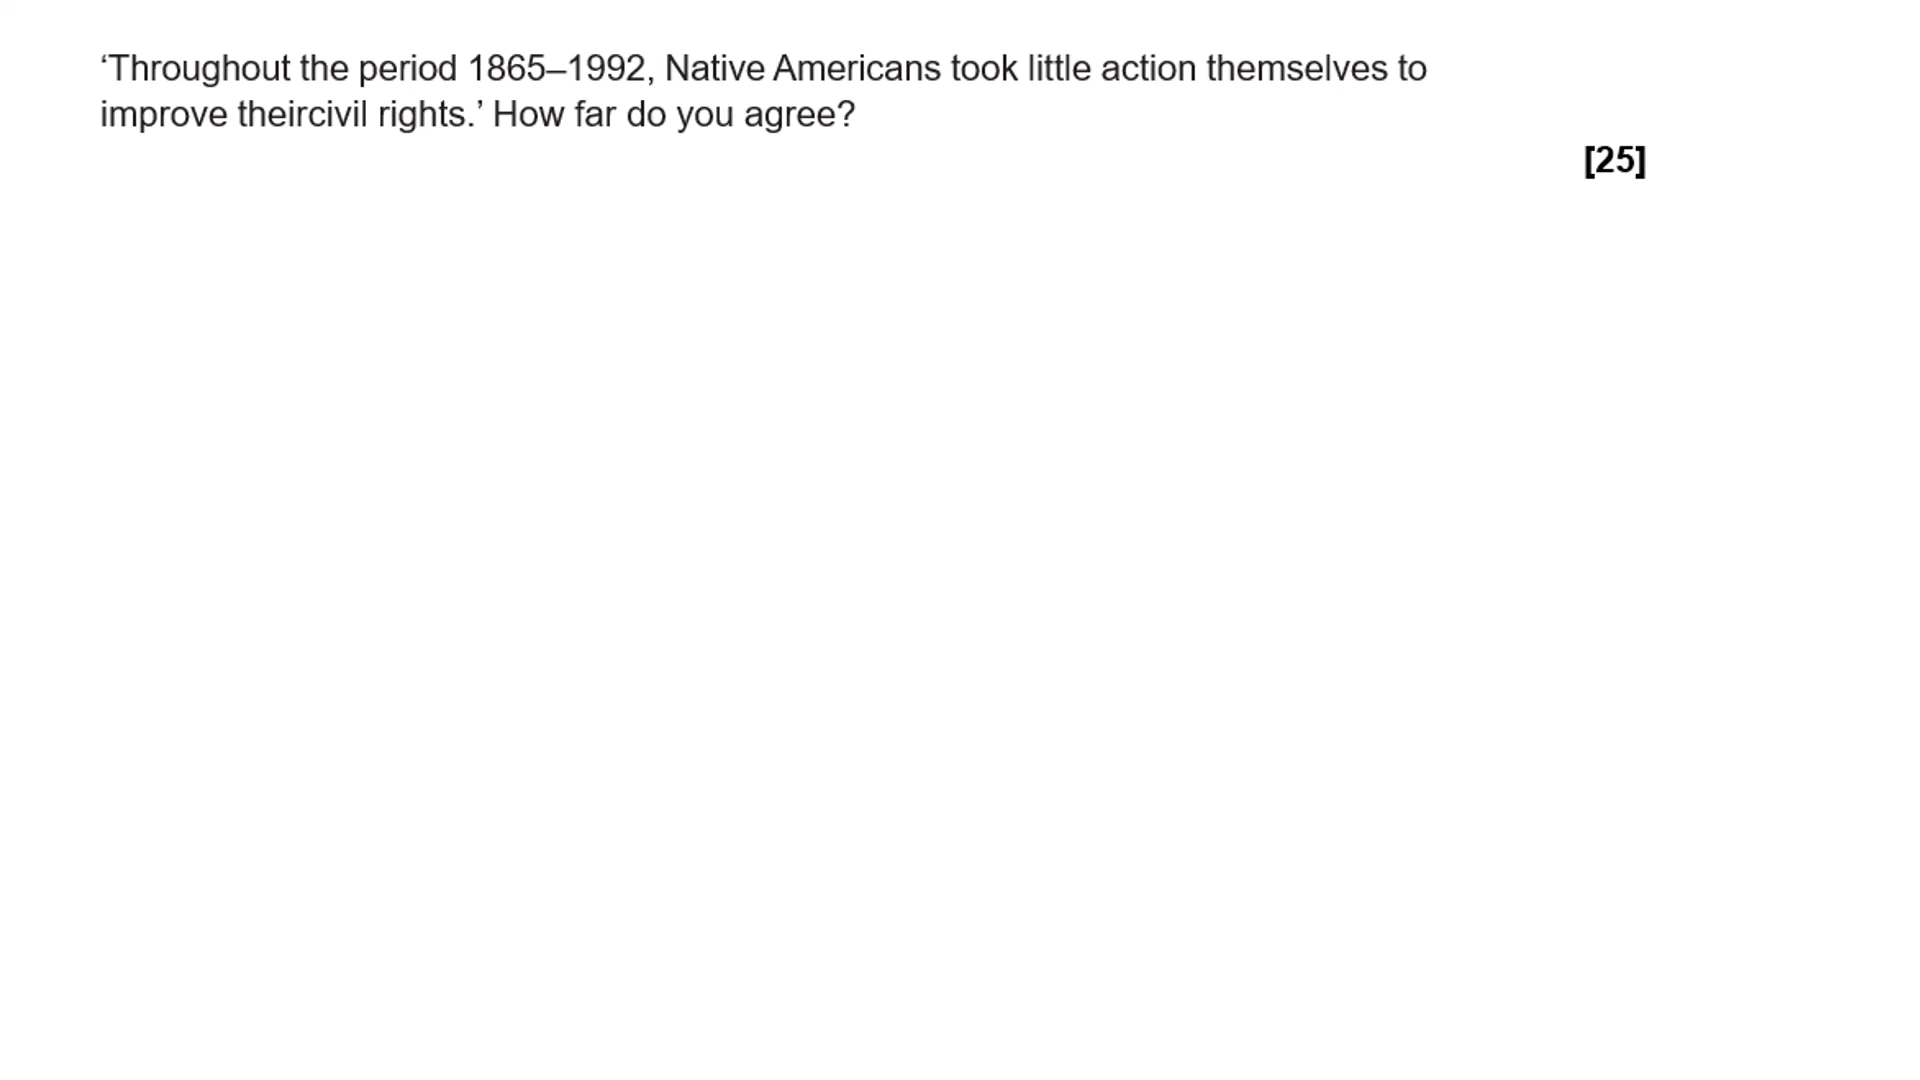 ‘Throughout the period 1865–1992, Native Americans took little action themselves to
improve theircivil rights.’ How far do you agree?
[25]